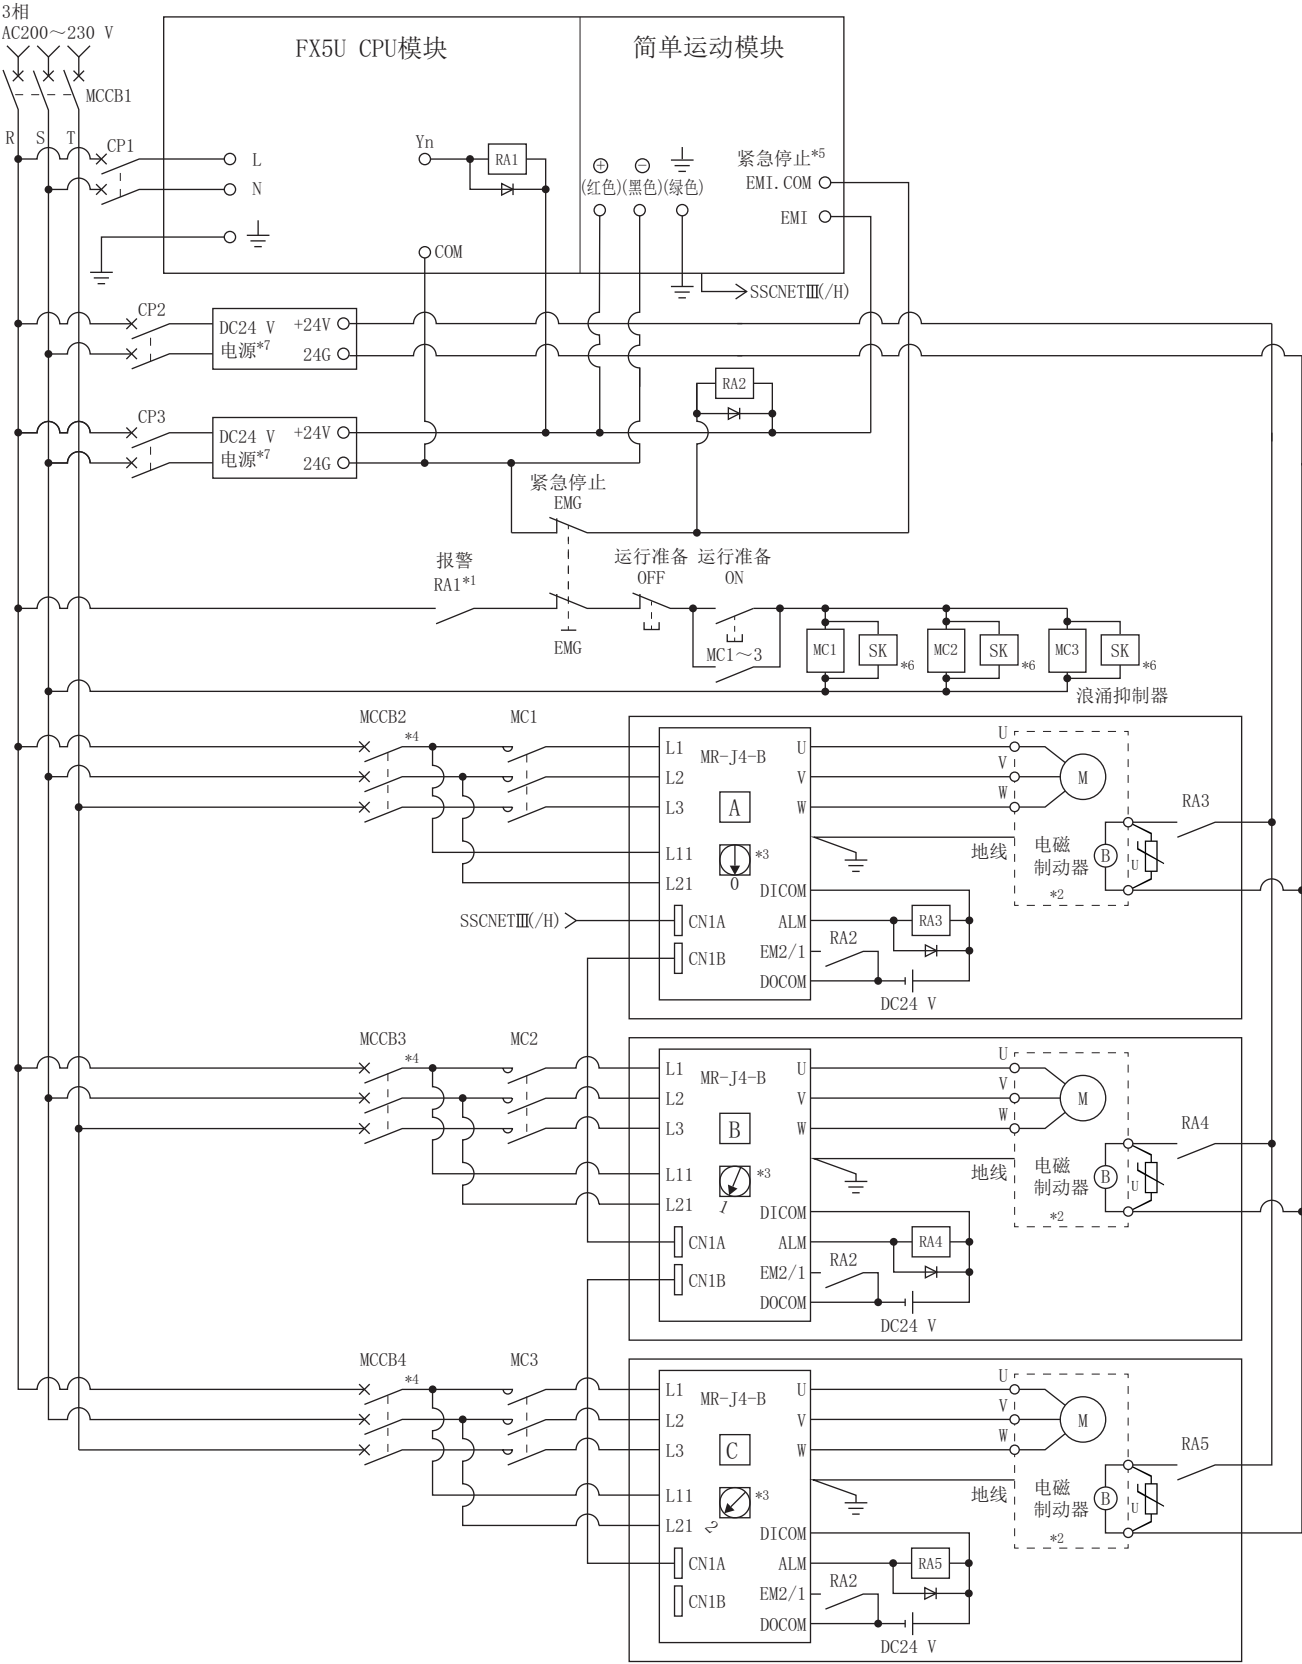 3相
AC200～230 V
MCCB1
R S T
FX5U CPU模块
简单运动模块
CP1
L
N
Yn
RA1
COM
⊕ ⊖
(红色)(黑色)(绿色)
紧急停止*5
EMI.COM
EMI
SSCNETⅢ(/H)
CP2
DC24 V
电源*7
+24V
24G
RA2
CP3
DC24 V
电源*7
+24V
24G
紧急停止
EMG
报警
RA1*1
EMG
运行准备
OFF
运行准备
ON
MC1～3
MC1
SK
*6
MC2
SK
*6
MC3
SK
*6
浪涌抑制器
MCCB2
*4
MC1
L1
L2
L3
L11
L21
CN1A
CN1B
SSCNETⅢ(/H)
MR-J4-B
A
*3
0
U
V
W
DICOM
ALM
EM2/1
DOCOM
RA3
RA2
DC24 V
U
V
W
M
地线
电磁
制动器
*2
B
U
RA3
MCCB3
*4
MC2
L1
L2
L3
L11
L21
CN1A
CN1B
MR-J4-B
B
*3
1
U
V
W
DICOM
ALM
EM2/1
DOCOM
RA4
RA2
DC24 V
U
V
W
M
地线
电磁
制动器
*2
B
U
RA4
MCCB4
*4
MC3
L1
L2
L3
L11
L21
CN1A
CN1B
MR-J4-B
C
*3
2
U
V
W
DICOM
ALM
EM2/1
DOCOM
RA5
RA2
DC24 V
U
V
W
M
地线
电磁
制动器
*2
B
U
RA5